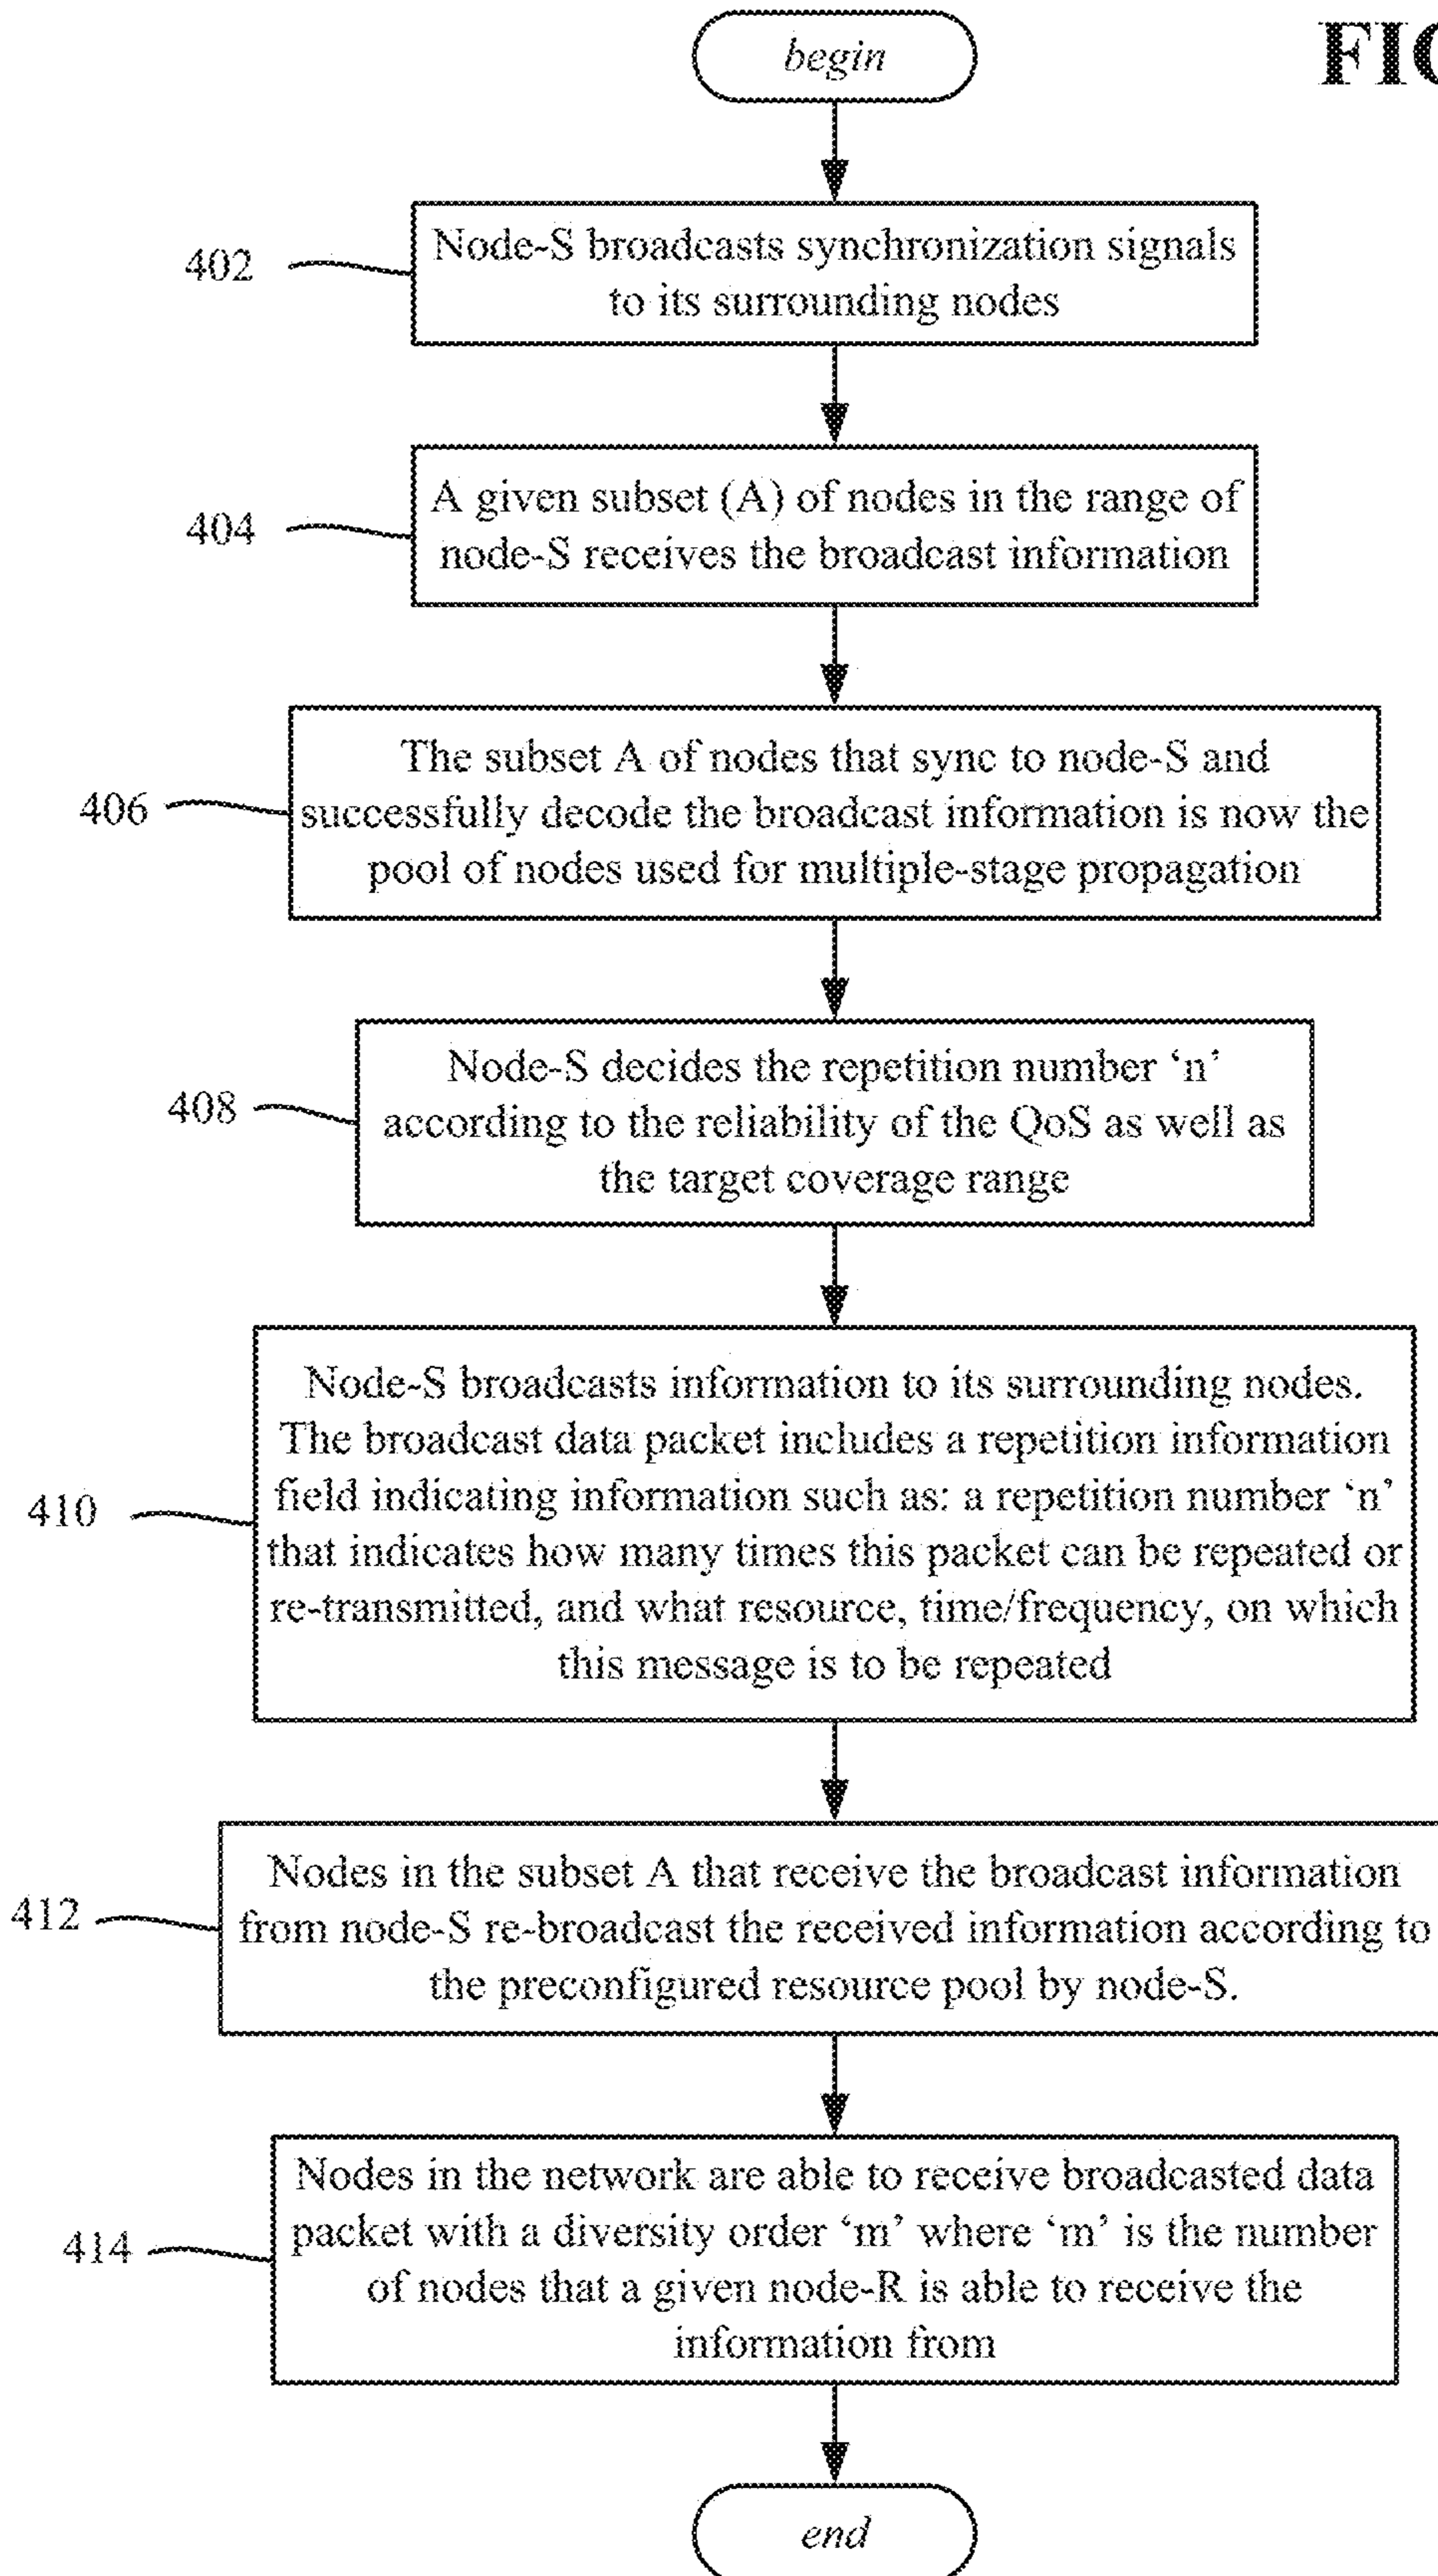 begin
FIG
402
Node-S broadcasts synchronization signals
to its surrounding nodes
404
A given subset (A) of nodes in the range of
node-S receives the broadcast information
406
The subset A of nodes that sync to node-S and
successfully decode the broadcast information is now the
pool of nodes used for multiple-stage propagation
408
Node-S decides the repetition number ‘n’
according to the reliability of the QoS as well as
the target coverage range
410
Node-S broadcasts information to its surrounding nodes.
The broadcast data packet includes a repetition information
field indicating information such as: a repetition number ‘n’
that indicates how many times this packet can be repeated or
re-transmitted, and what resource, time/frequency, on which
this message is to be repeated
412
Nodes in the subset A that receive the broadcast information
from node-S re-broadcast the received information according to
the preconfigured resource pool by node-S.
414
Nodes in the network are able to receive broadcasted data
packet with a diversity order ‘m’ where ‘m’ is the number
of nodes that a given node-R is able to receive the
information from
end